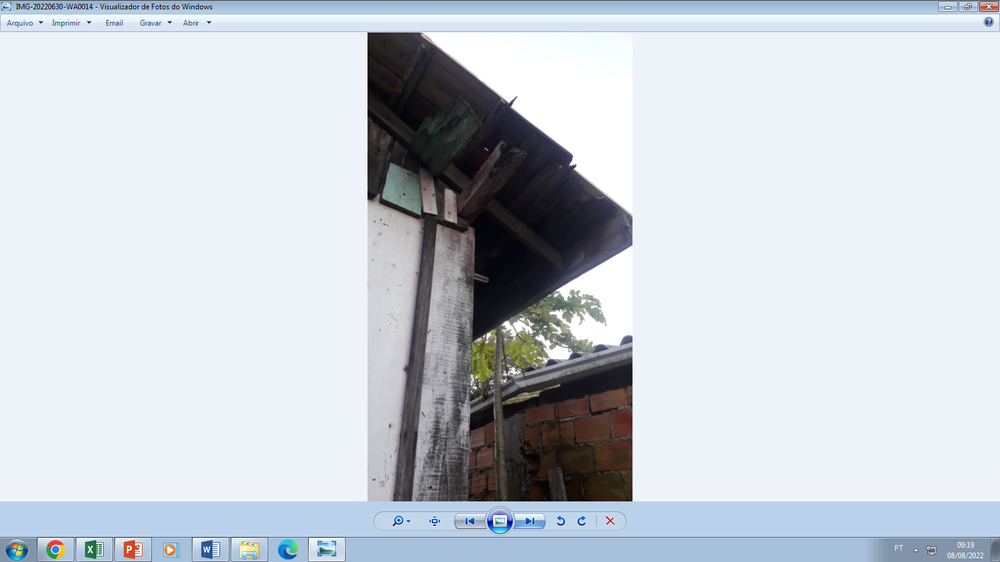 IMG-20220630-WA0014 - Visualizador de Fotos do Windows
Arquivo Imprimir Email Gravar Abrir
PT
09:19
08/08/2022